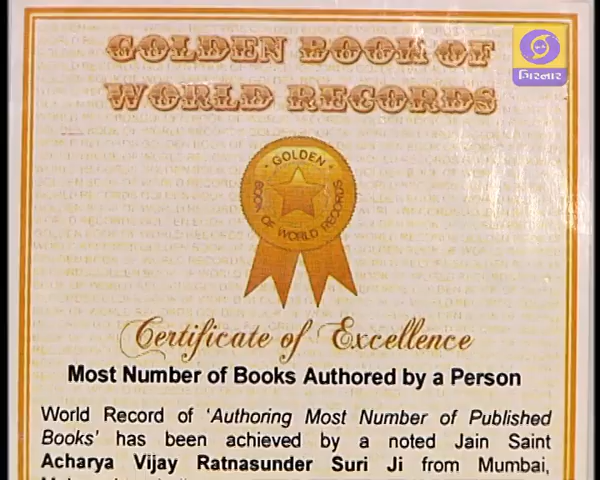 GOLDEN BOOK OF
WORLD RECORDS
ગિરનાર
GOLDEN
BOOK OF WORLD RECORDS
Certificate of Excellence
Most Number of Books Authored by a Person
World Record of 'Authoring Most Number of Published
Books' has been achieved by a noted Jain Saint
Acharya Vijay Ratnasunder Suri Ji from Mumbai,